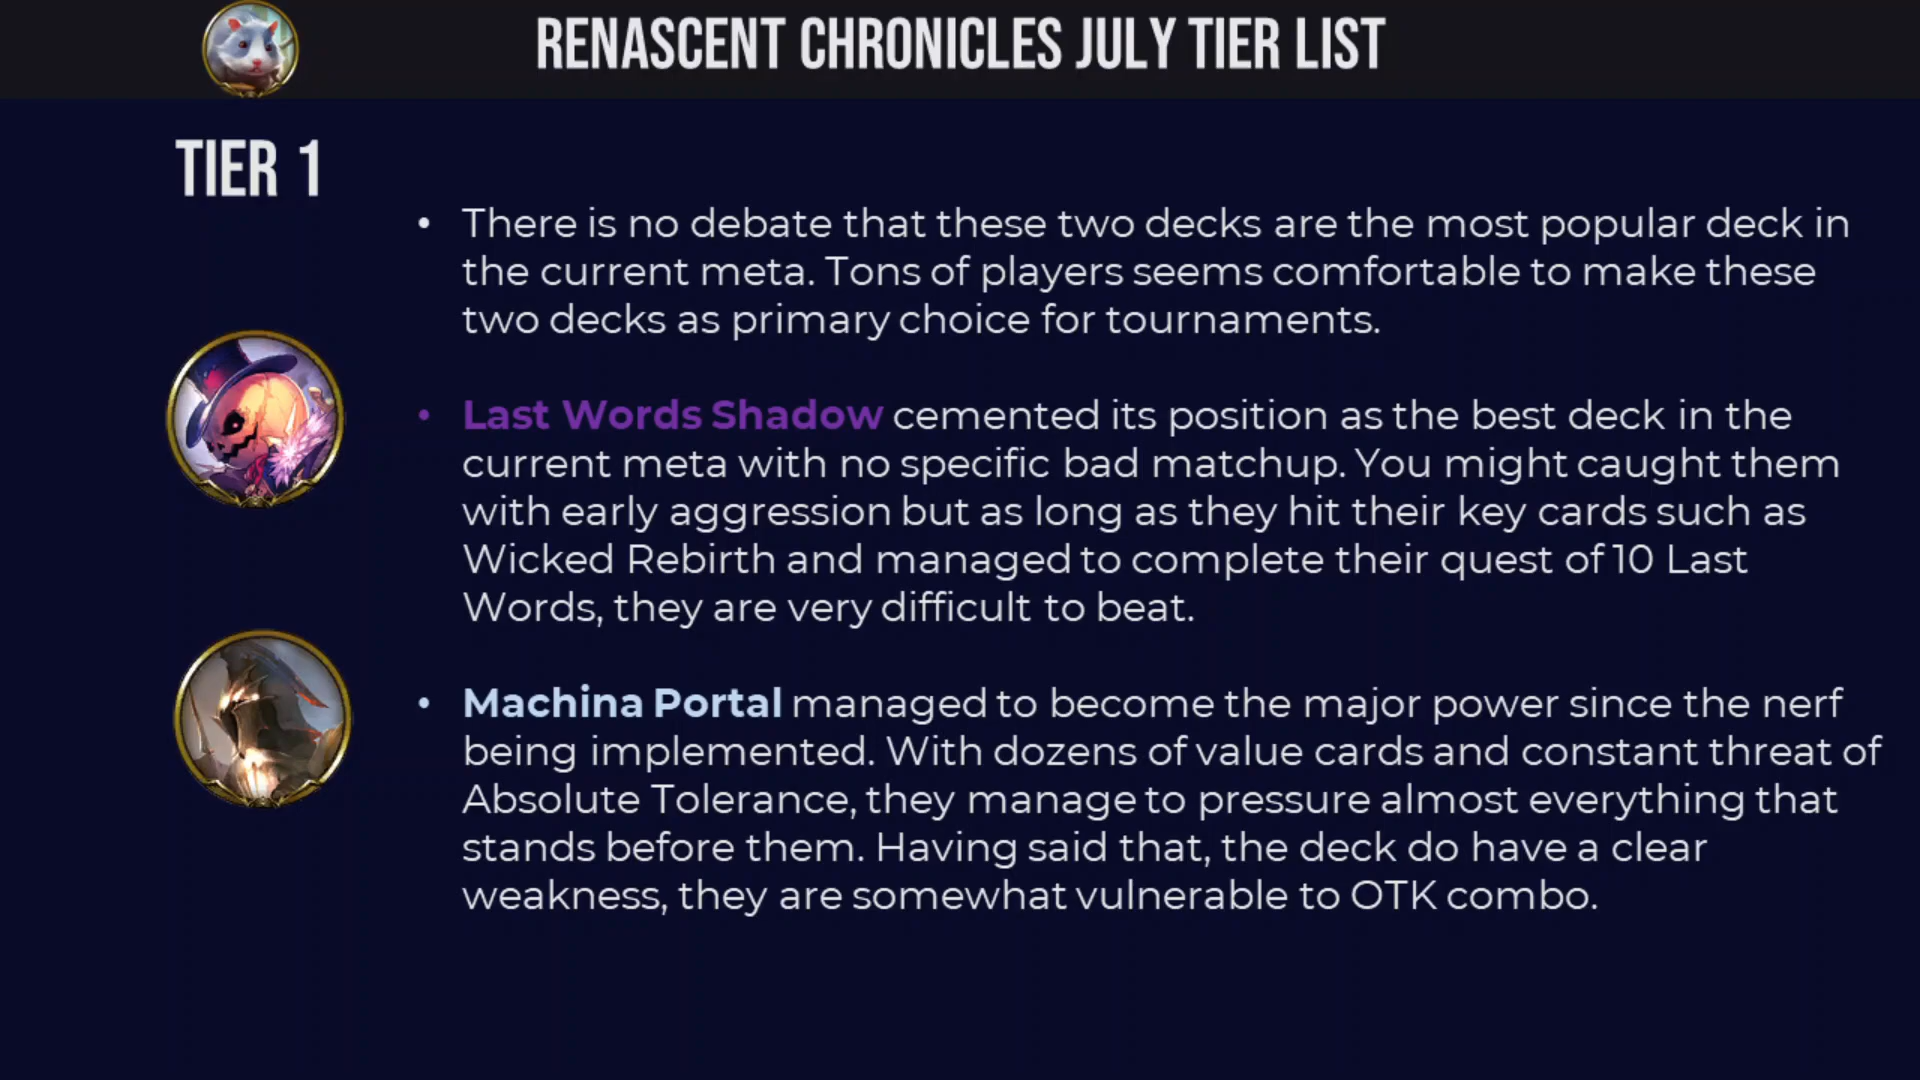 RENASCENT CHRONICLES JULY TIER LIST
TIER 1
• There is no debate that these two decks are the most popular deck in
the current meta. Tons of players seems comfortable to make these
two decks as primary choice for tournaments.
• Last Words Shadow cemented its position as the best deck in the
current meta with no specific bad matchup. You might caught them
with early aggression but as long as they hit their key cards such as
Wicked Rebirth and managed to complete their quest of 10 Last
Words, they are very difficult to beat.
• Machina Portal managed to become the major power since the nerf
being implemented. With dozens of value cards and constant threat of
Absolute Tolerance, they manage to pressure almost everything that
stands before them. Having said that, the deck do have a clear
weakness, they are somewhat vulnerable to OTK combo.